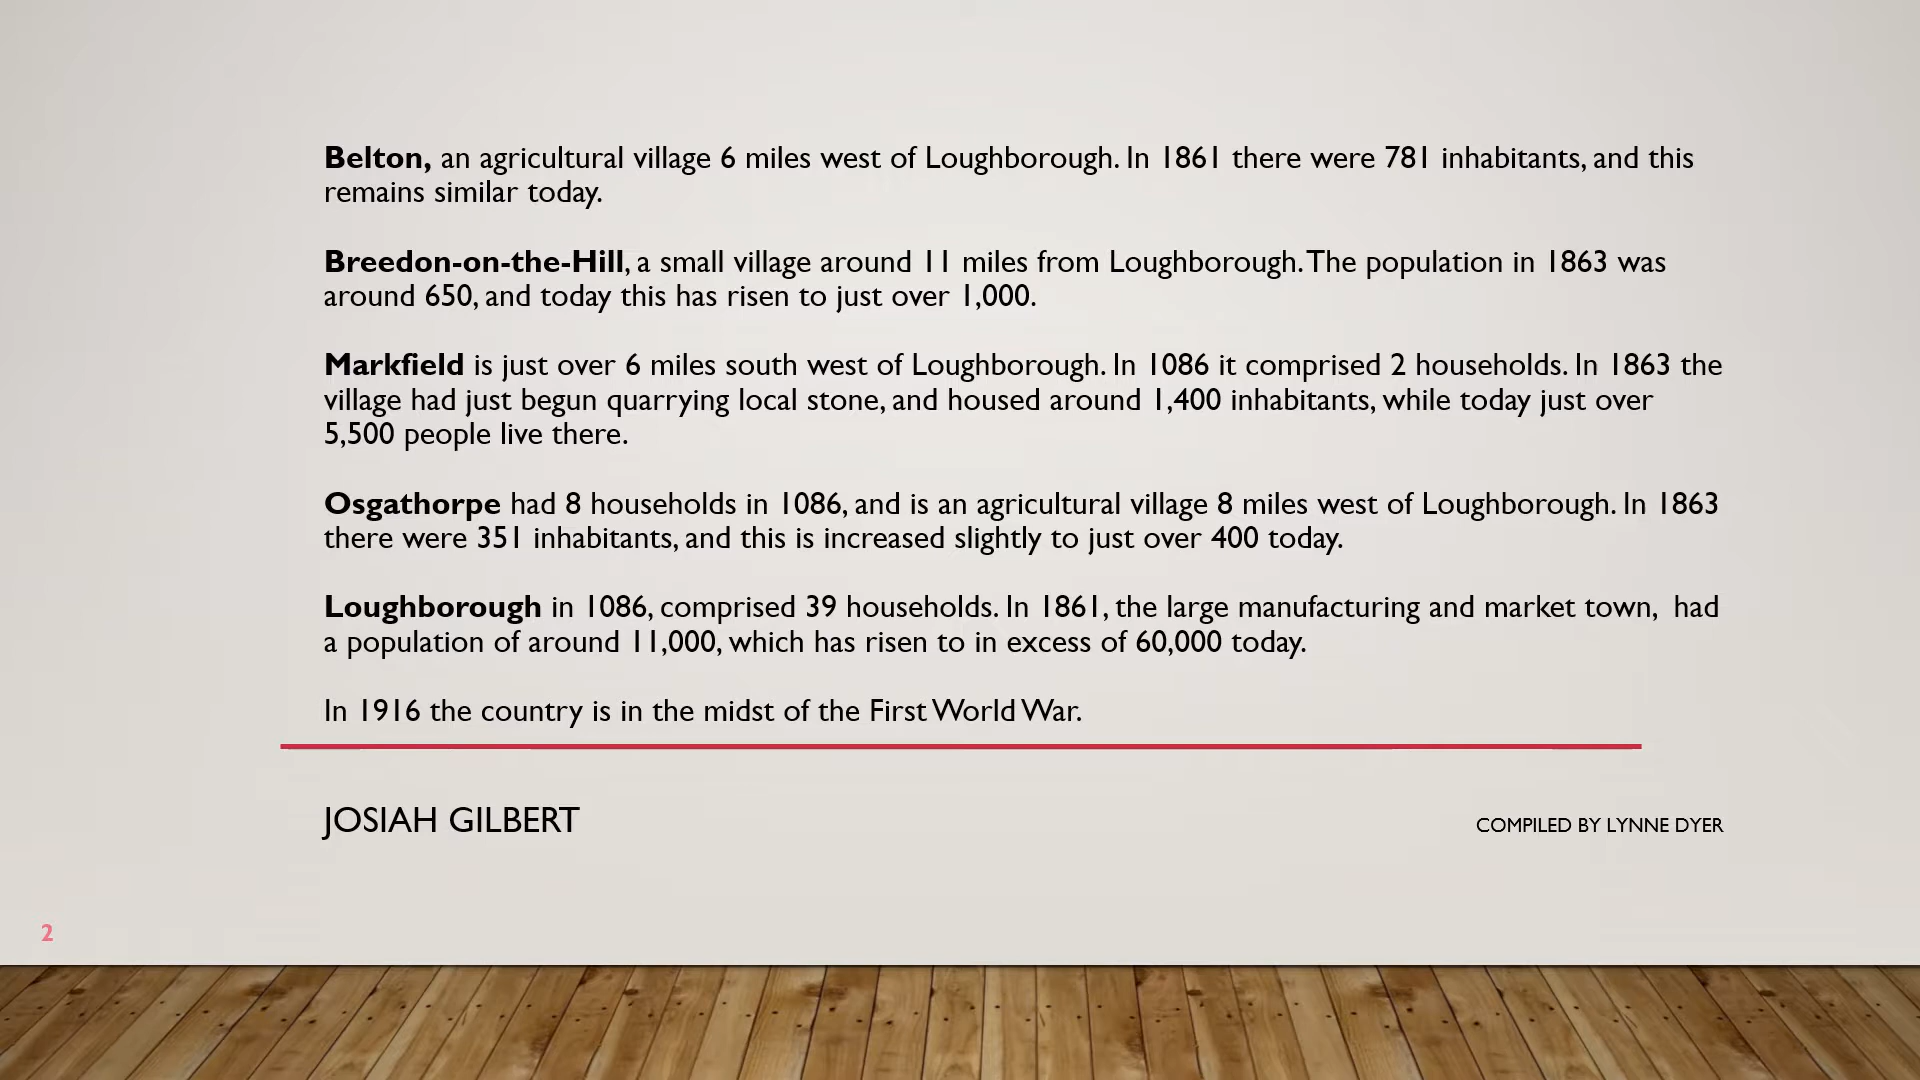 Belton, an agricultural village 6 miles west of Loughborough. In 1861 there were 781 inhabitants, and this
remains similar today.
Breedon-on-the-Hill, a small village around 11 miles from Loughborough. The population in 1863 was
around 650, and today this has risen to just over 1,000.
Markfield is just over 6 miles south west of Loughborough. In 1086 it comprised 2 households. In 1863 the
village had just begun quarrying local stone, and housed around 1,400 inhabitants, while today just over
5,500 people live there.
Osgathorpe had 8 households in 1086, and is an agricultural village 8 miles west of Loughborough. In 1863
there were 351 inhabitants, and this is increased slightly to just over 400 today.
Loughborough in 1086, comprised 39 households. In 1861, the large manufacturing and market town, had
a population of around 11,000, which has risen to in excess of 60,000 today.
In 1916 the country is in the midst of the First World War.
JOSIAH GILBERT
COMPILED BY LYNNE DYER
2